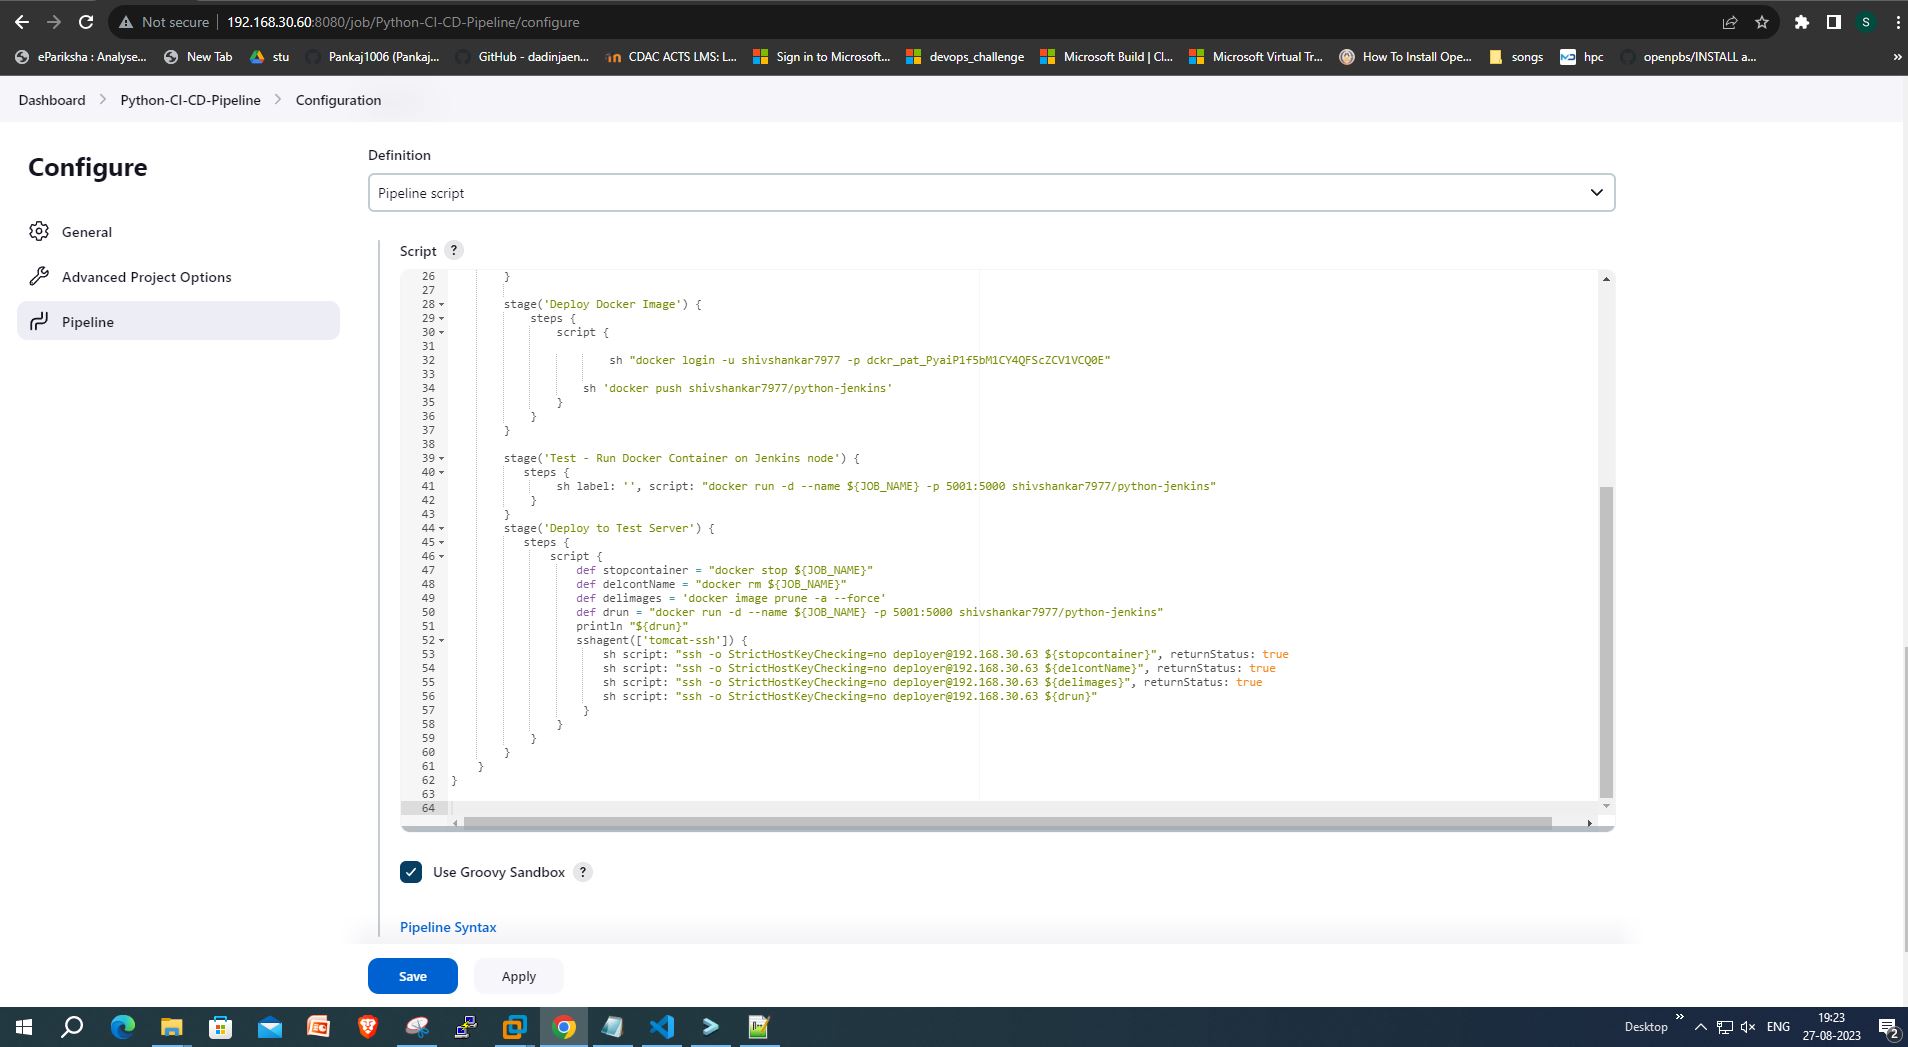 Not secure | 192.168.30.60:8080/job/Python-CI-CD-Pipeline/configure
S
ePariksha : Analyse... New Tab stu Pankaj1006 (Pankaj... GitHub - dadinjaen... CDAC ACTS LMS: L... Sign in to Microsoft... devops_challenge Microsoft Build | Cl... Microsoft Virtual Tr... How To Install Ope... songs hpc openpbs/INSTALL a... »
Dashboard > Python-CI-CD-Pipeline > Configuration
Configure
General
Advanced Project Options
Pipeline
Definition
Pipeline script
Script ?
26 }
27
28 stage('Deploy Docker Image') {
29 steps {
30 script {
31
32 sh "docker login -u shivshankar7977 -p dckr_pat_PyaiP1f5bM1CY4QFScZCV1VCQ0E"
33
34 sh 'docker push shivshankar7977/python-jenkins'
35 }
36 }
37 }
38
39 stage('Test - Run Docker Container on Jenkins node') {
40 steps {
41 sh label: '', script: "docker run -d --name ${JOB_NAME} -p 5001:5000 shivshankar7977/python-jenkins"
42 }
43 }
44 stage('Deploy to Test Server') {
45 steps {
46 script {
47 def stopcontainer = "docker stop ${JOB_NAME}"
48 def delcontName = "docker rm ${JOB_NAME}"
49 def delimages = 'docker image prune -a --force'
50 def drun = "docker run -d --name ${JOB_NAME} -p 5001:5000 shivshankar7977/python-jenkins"
51 println "${drun}"
52 sshagent(['tomcat-ssh']) {
53 sh script: "ssh -o StrictHostKeyChecking=no deployer@192.168.30.63 ${stopcontainer}", returnStatus: true
54 sh script: "ssh -o StrictHostKeyChecking=no deployer@192.168.30.63 ${delcontName}", returnStatus: true
55 sh script: "ssh -o StrictHostKeyChecking=no deployer@192.168.30.63 ${delimages}", returnStatus: true
56 sh script: "ssh -o StrictHostKeyChecking=no deployer@192.168.30.63 ${drun}"
57 }
58 }
59 }
60 }
61 }
62 }
63
64
Use Groovy Sandbox ?
Pipeline Syntax
Save Apply
Desktop » ENG 19:23
27-08-2023 2